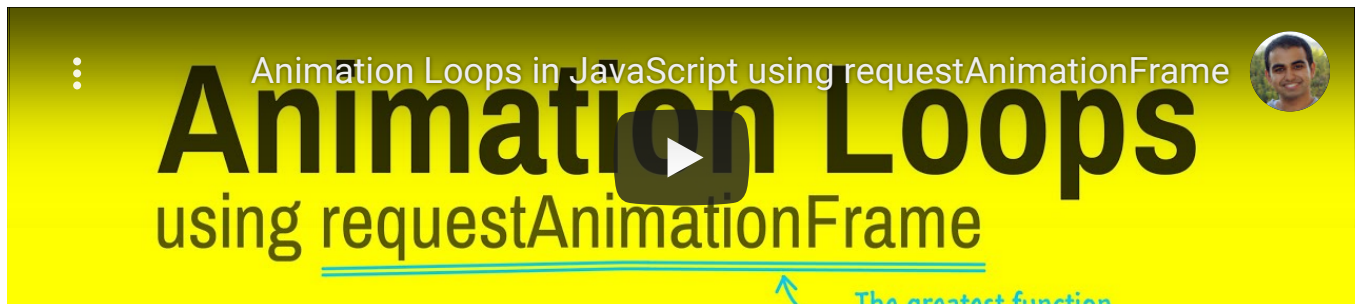 Animation Loops in JavaScript using requestAnimationFrame
Animation Loops
using requestAnimationFrame
The greatest function